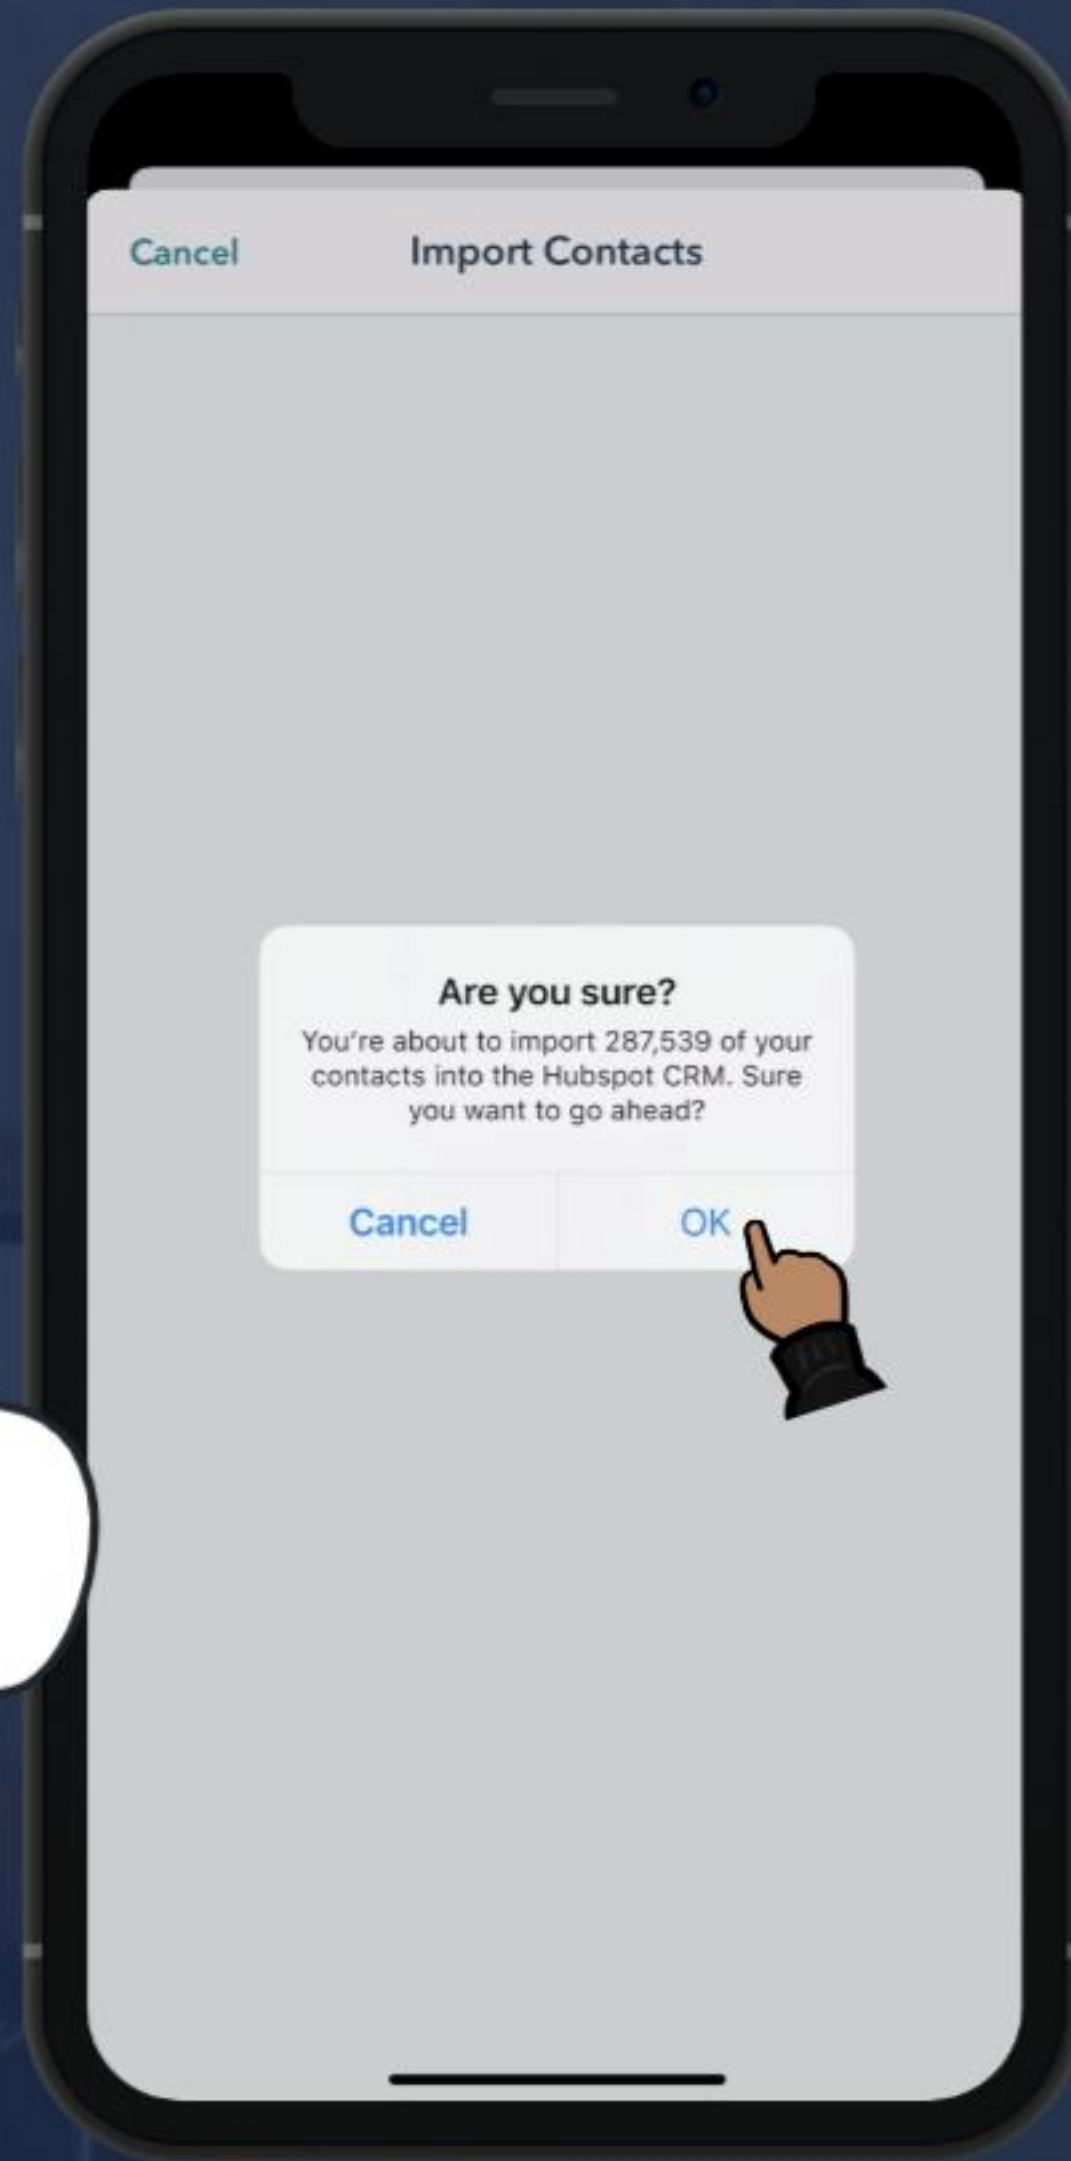 Cancel Import Contacts
Are you sure?
You're about to import 287,539 of your
contacts into the Hubspot CRM. Sure
you want to go ahead?
Cancel OK